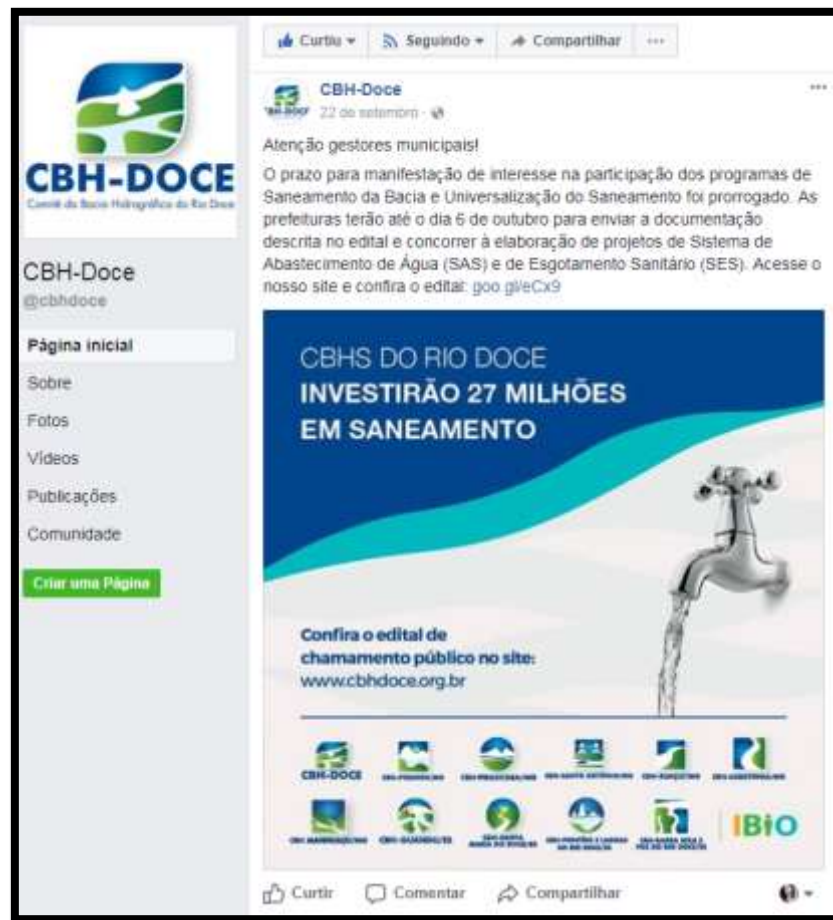 Curtiu
Seguindo
Compartilhar
CBH-DOCE
Comitê da Bacia Hidrográfica do Rio Doce
CBH-Doce
@cbhdoce
Página inicial
Sobre
Fotos
Vídeos
Publicações
Comunidade
Criar uma Página
CBH-DOCE
CBH-Doce
22 de setembro
Atenção gestores municipais!
O prazo para manifestação de interesse na participação dos programas de
Saneamento da Bacia e Universalização do Saneamento foi prorrogado. As
prefeituras terão até o dia 6 de outubro para enviar a documentação
descrita no edital e concorrer à elaboração de projetos de Sistema de
Abastecimento de Água (SAS) e de Esgotamento Sanitário (SES). Acesse o
nosso site e confira o edital: goo.gl/eCx9
CBHS DO RIO DOCE
INVESTIRÃO 27 MILHÕES
EM SANEAMENTO
Confira o edital de
chamamento público no site:
www.cbhdoce.org.br
CBH-DOCE
CBH-GUANDU/ES
IBiO
Curtir
Comentar
Compartilhar